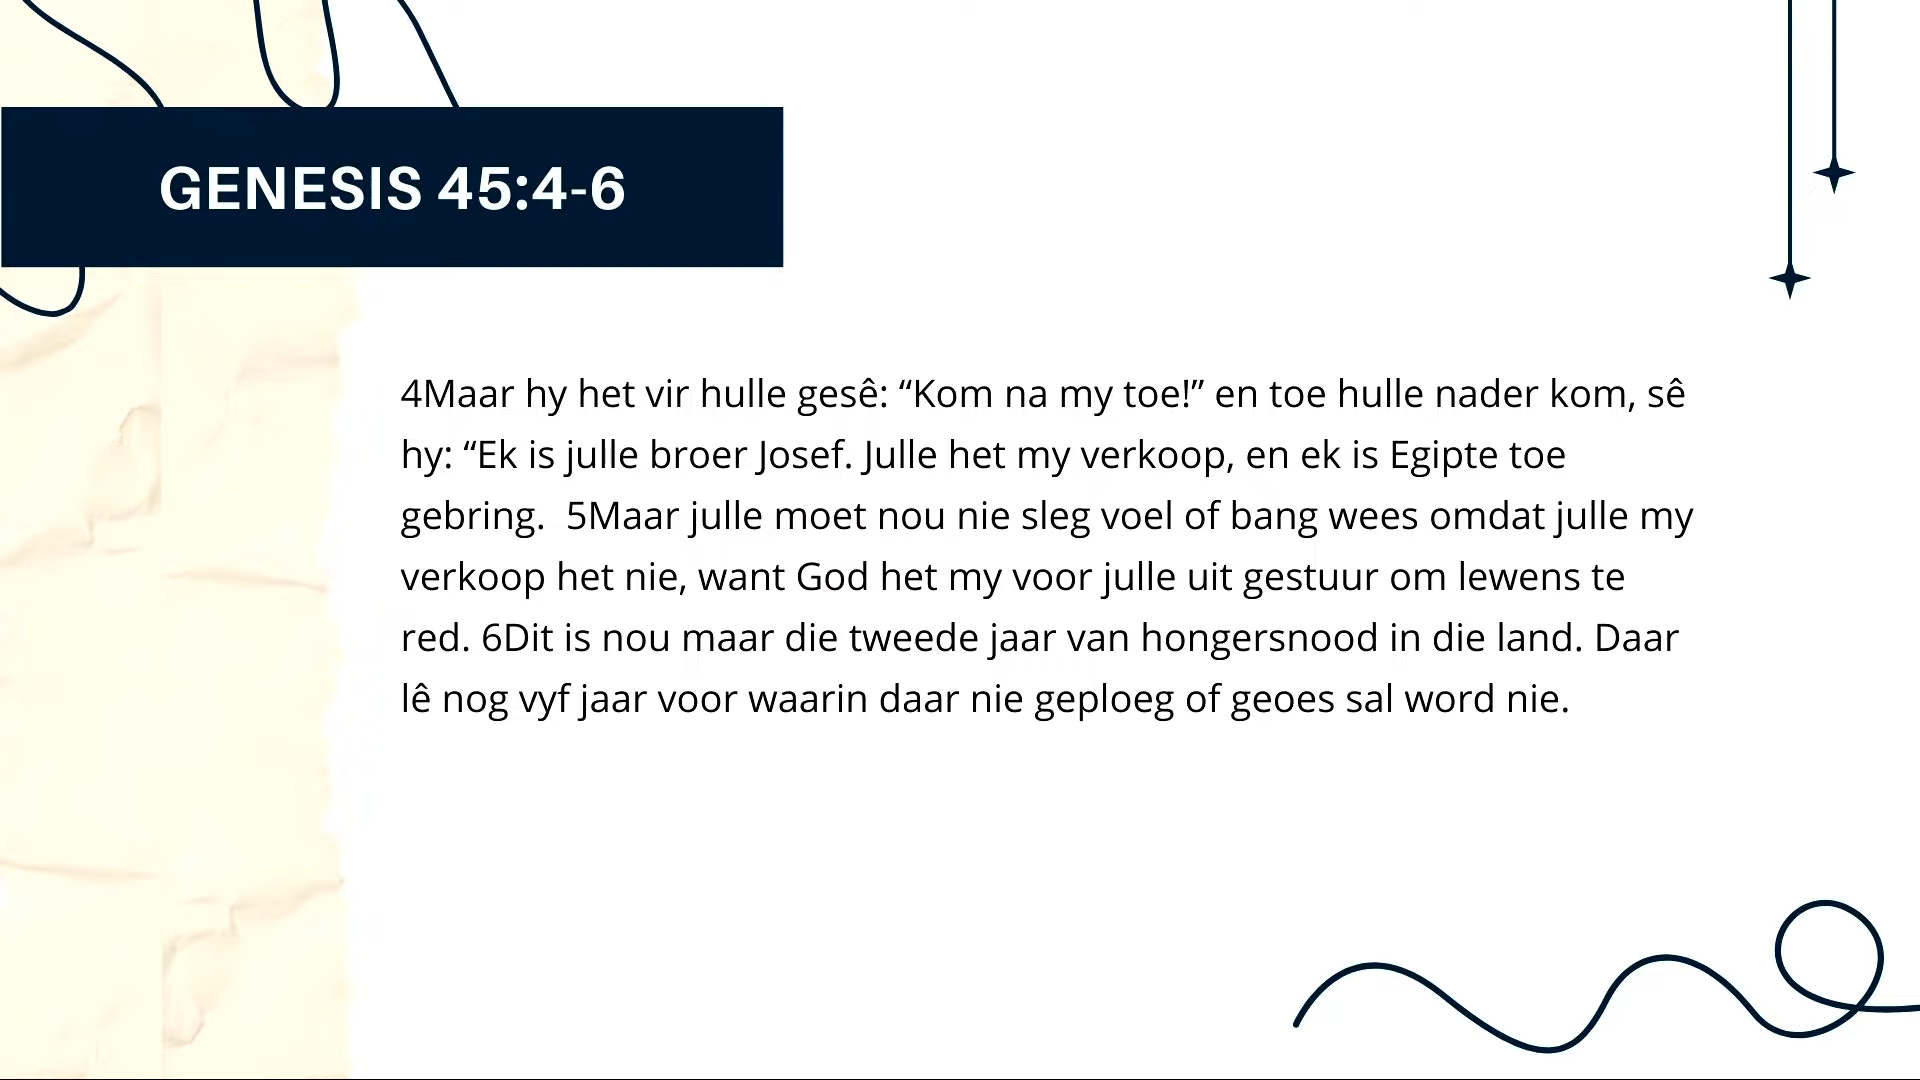 GENESIS 45:4-6
4Maar hy het vir hulle gesê: “Kom na my toe!” en toe hulle nader kom, sê
hy: “Ek is julle broer Josef. Julle het my verkoop, en ek is Egipte toe
gebring.  5Maar julle moet nou nie sleg voel of bang wees omdat julle my
verkoop het nie, want God het my voor julle uit gestuur om lewens te
red. 6Dit is nou maar die tweede jaar van hongersnood in die land. Daar
lê nog vyf jaar voor waarin daar nie geploeg of geoes sal word nie.